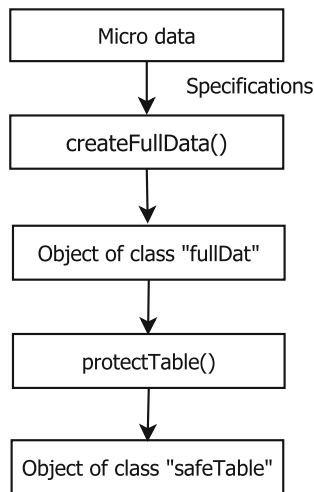 Micro data
Specifications
createFullData()
Object of class "fullDat"
protectTable()
Object of class "safeTable"